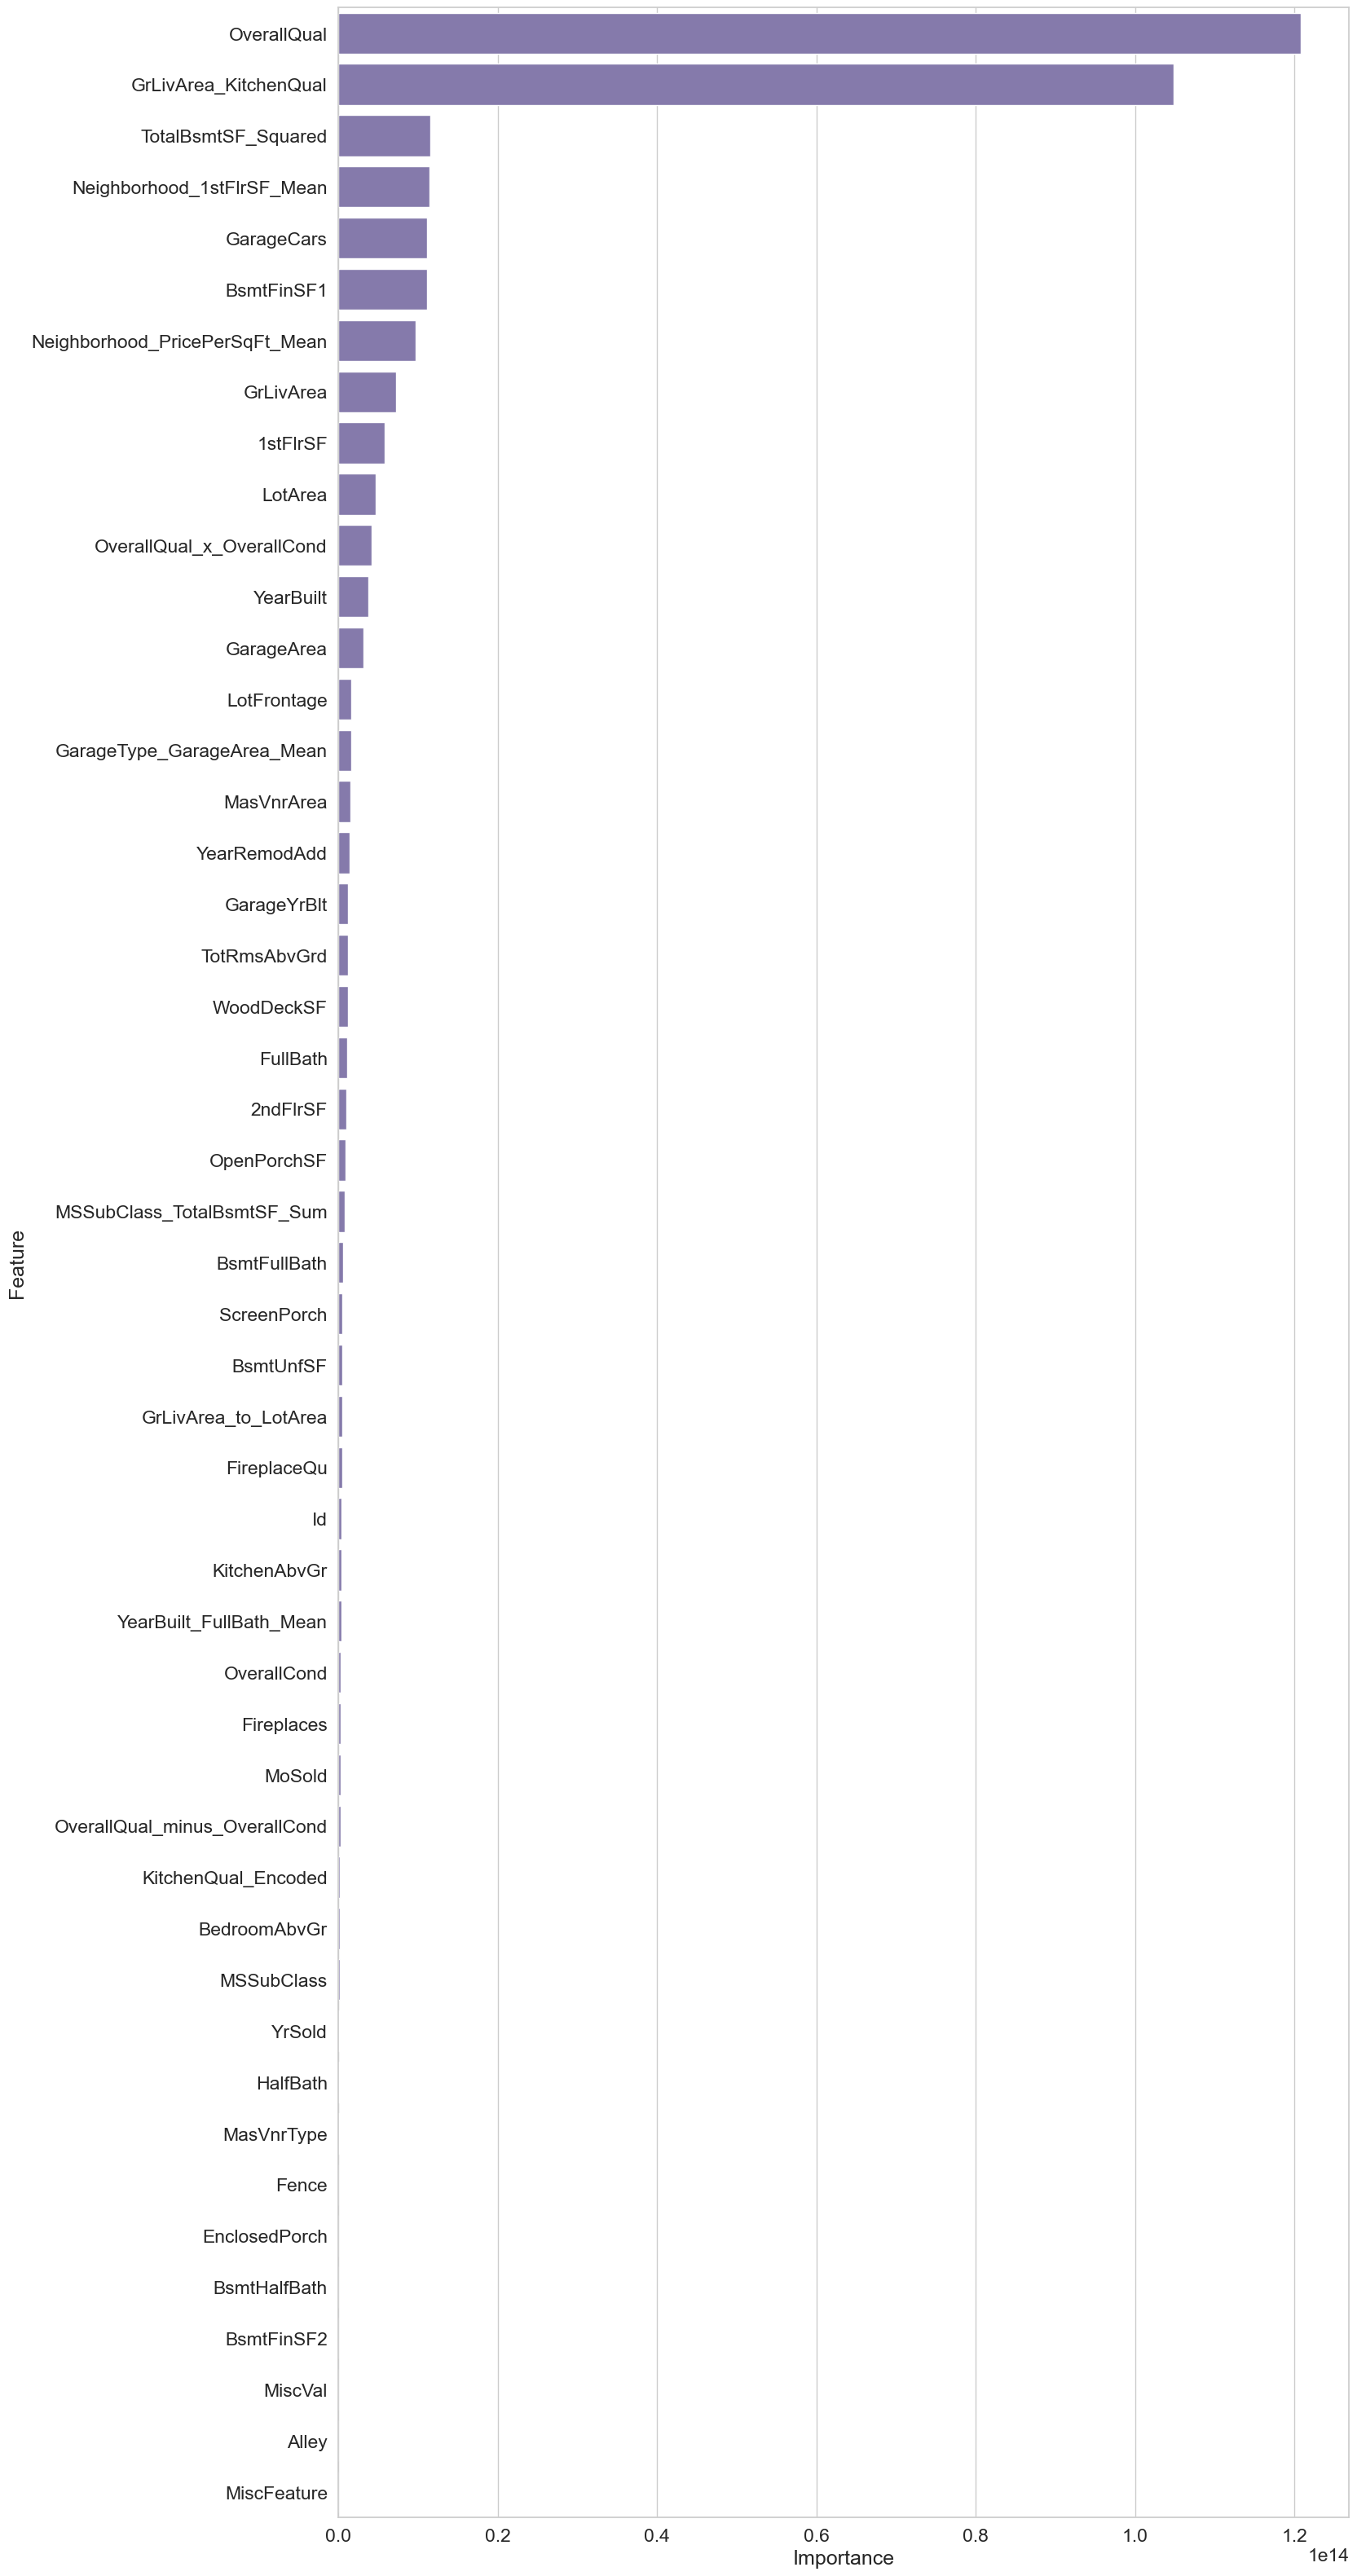 OverallQual
GrLivArea_KitchenQual
TotalBsmtSF_Squared
Neighborhood_1stFlrSF_Mean
GarageCars
BsmtFinSF1
Neighborhood_PricePerSqFt_Mean
GrLivArea
1stFlrSF
LotArea
OverallQual_x_OverallCond
YearBuilt
GarageArea
LotFrontage
GarageType_GarageArea_Mean
MasVnrArea
YearRemodAdd
GarageYrBlt
TotRmsAbvGrd
WoodDeckSF
FullBath
2ndFlrSF
OpenPorchSF
MSSubClass_TotalBsmtSF_Sum
Feature
BsmtFullBath
ScreenPorch
BsmtUnfSF
GrLivArea_to_LotArea
FireplaceQu
Id
KitchenAbvGr
YearBuilt_FullBath_Mean
OverallCond
Fireplaces
MoSold
OverallQual_minus_OverallCond
KitchenQual_Encoded
BedroomAbvGr
MSSubClass
YrSold
HalfBath
MasVnrType
Fence
EnclosedPorch
BsmtHalfBath
BsmtFinSF2
MiscVal
Alley
MiscFeature
0.0 0.2 0.4 0.6 0.8 1.0 1.2
1e14
Importance